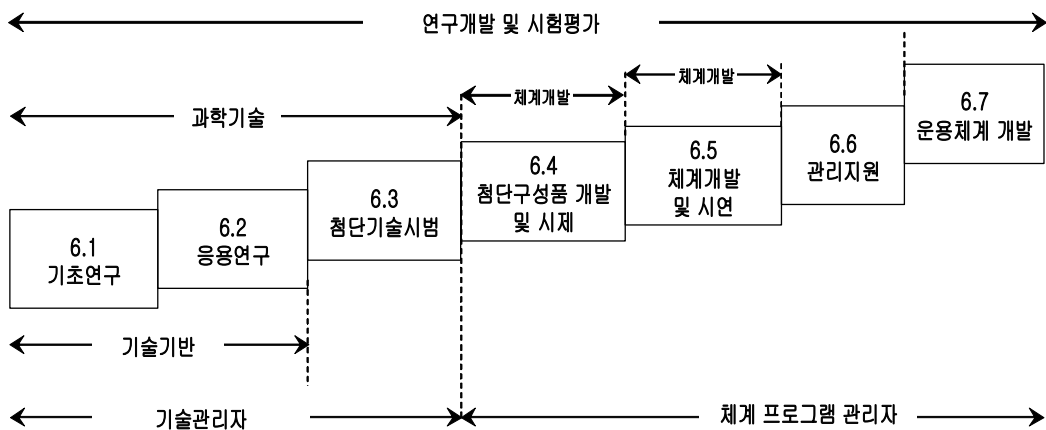 연구개발 및 시험평가
체계개발
체계개발
과학기술
6.7
운용체계 개발
6.6
관리지원
6.5
체계개발
및 시연
6.4
첨단구성품 개발
및 시제
6.3
첨단기술시범
6.2
응용연구
6.1
기초연구
기술기반
기술관리자
체계 프로그램 관리자